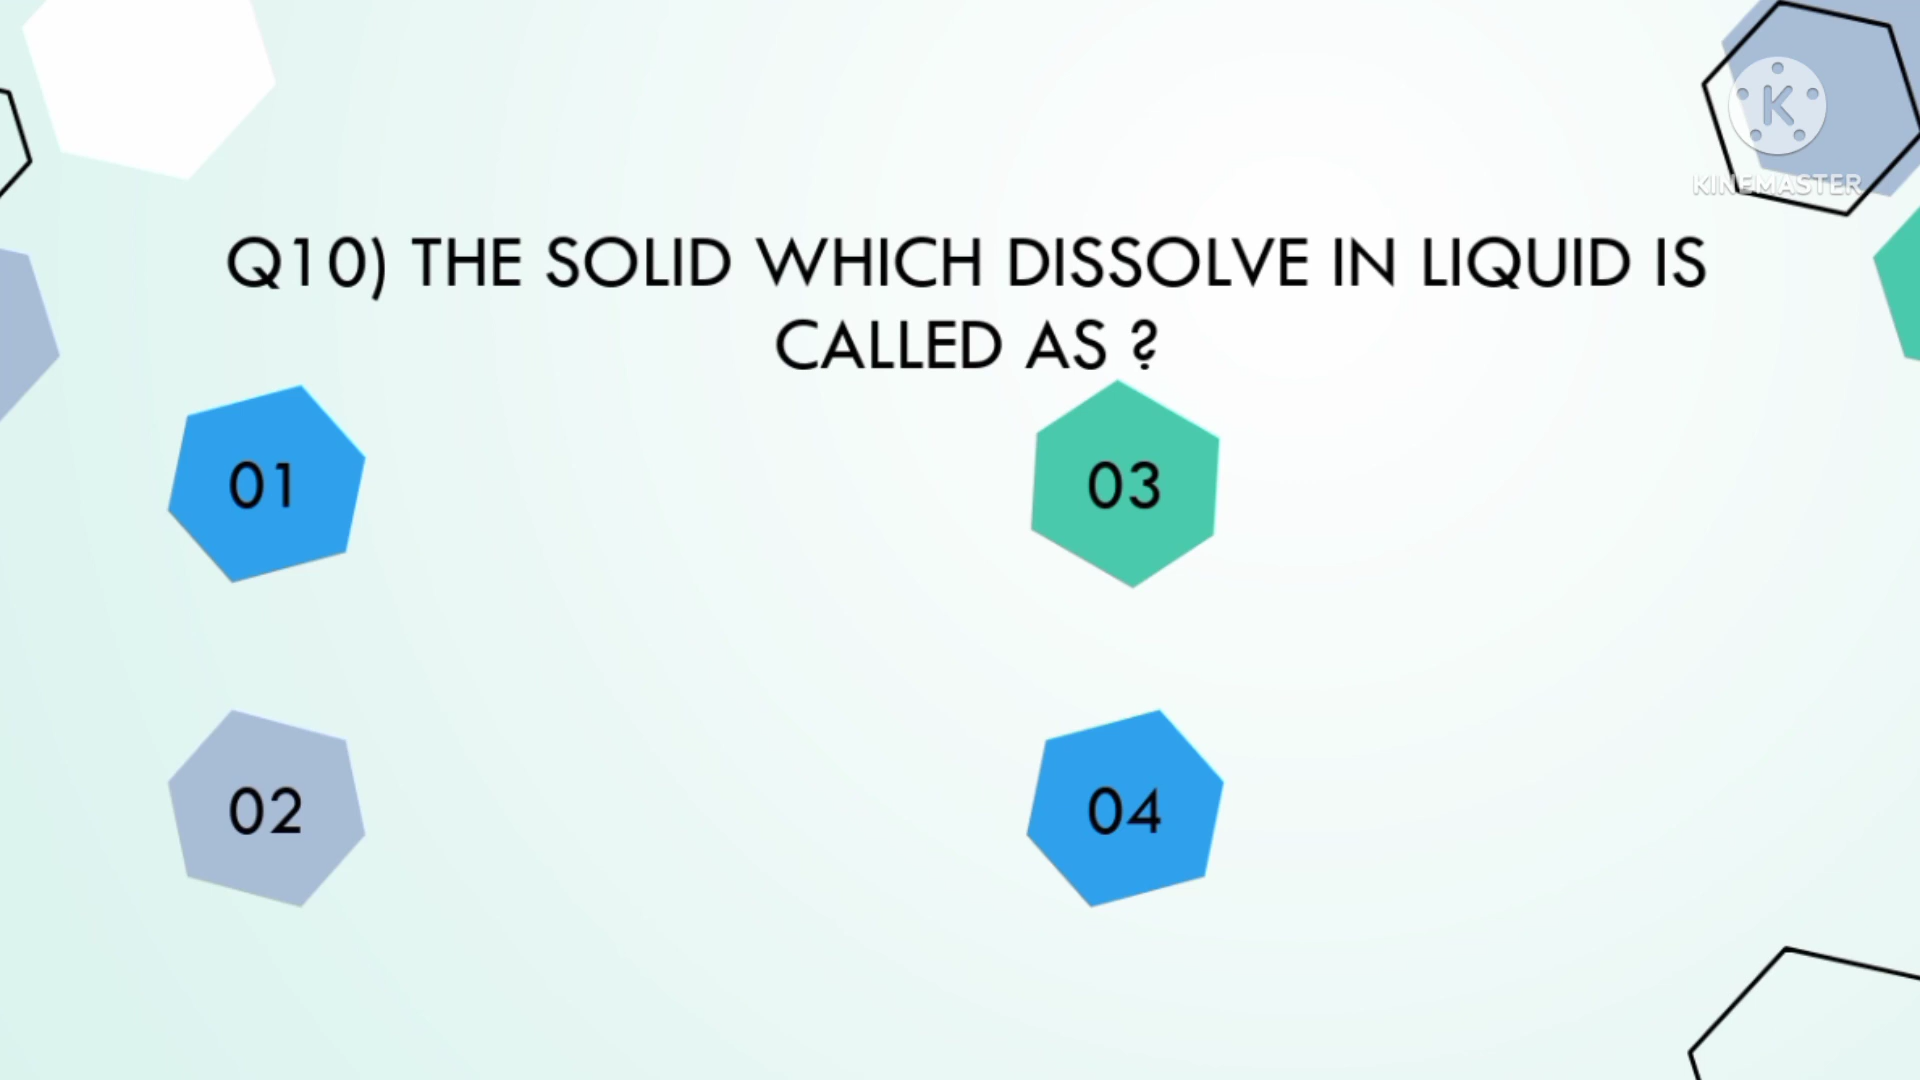 K
KINEMASTER
Q10) THE SOLID WHICH DISSOLVE IN LIQUID IS
CALLED AS ?
01
03
02
04